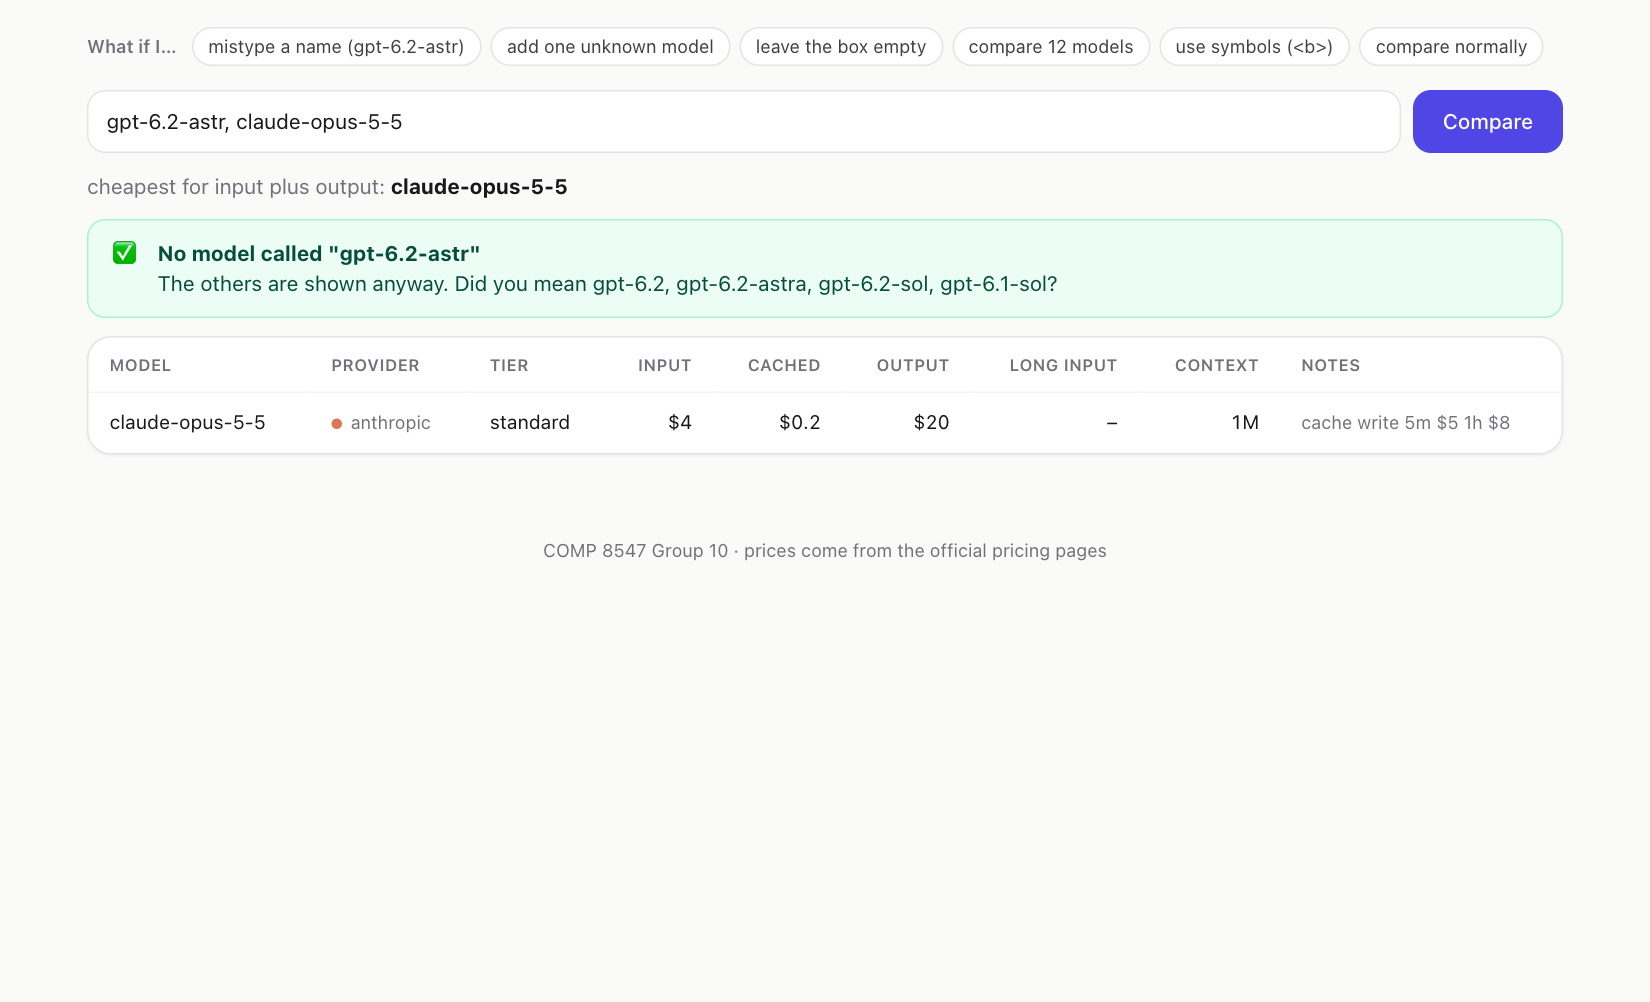 What if I... mistype a name (gpt-6.2-astr) add one unknown model leave the box empty compare 12 models use symbols (<b>) compare normally
gpt-6.2-astr, claude-opus-5-5 Compare
cheapest for input plus output: claude-opus-5-5
No model called "gpt-6.2-astr"
The others are shown anyway. Did you mean gpt-6.2, gpt-6.2-astra, gpt-6.2-sol, gpt-6.1-sol?
MODEL PROVIDER TIER INPUT CACHED OUTPUT LONG INPUT CONTEXT NOTES
claude-opus-5-5 anthropic standard $4 $0.2 $20 – 1M cache write 5m $5 1h $8
COMP 8547 Group 10 · prices come from the official pricing pages